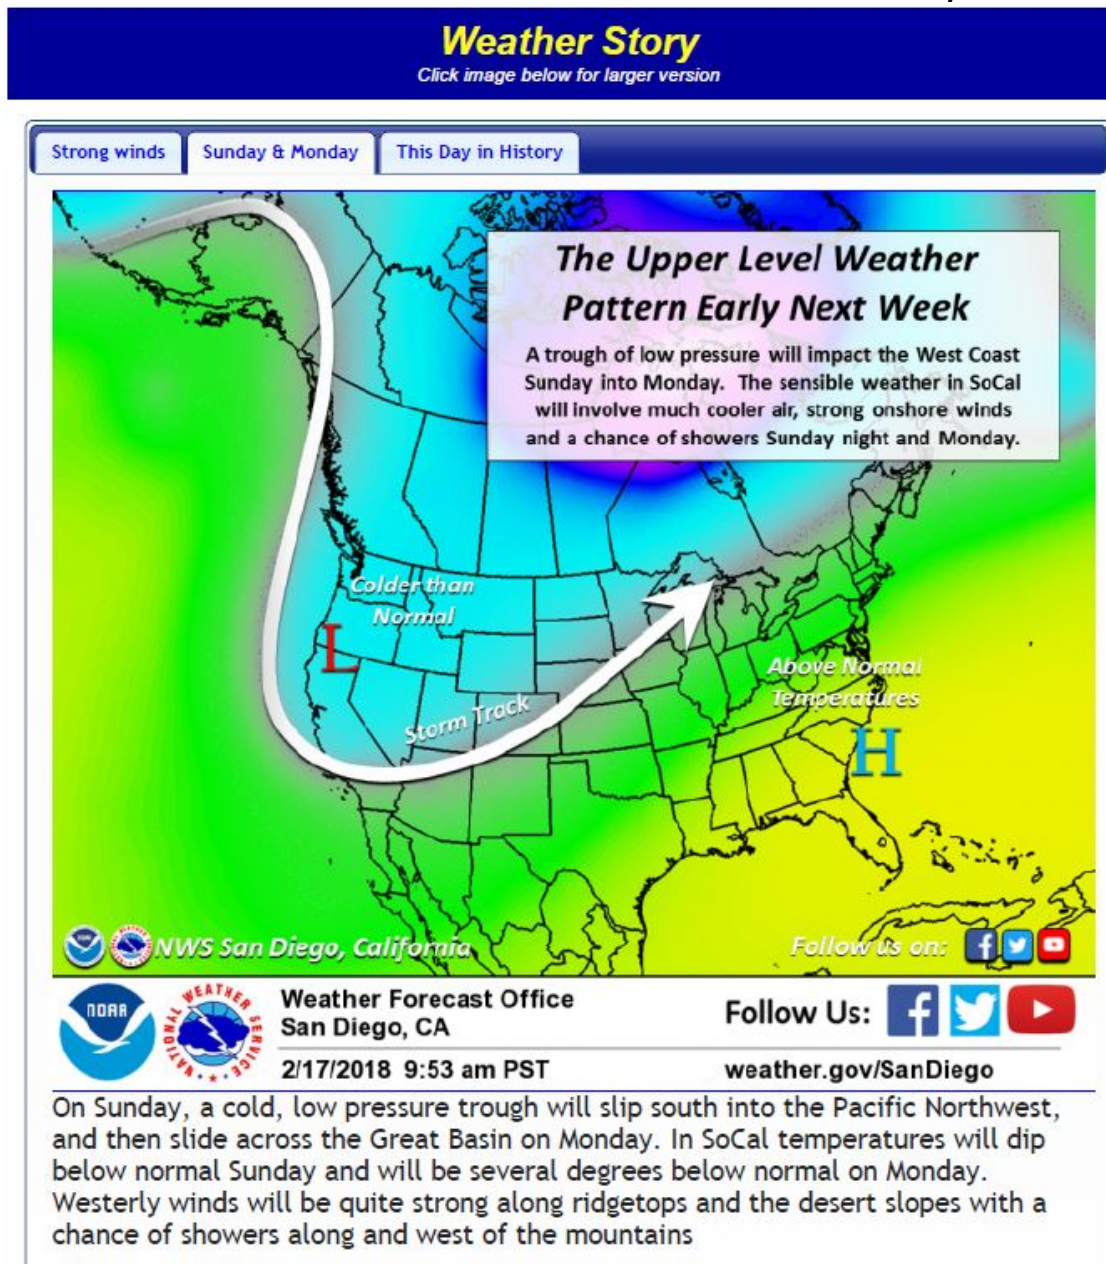 Weather Story
Click image below for larger version
Strong winds
Sunday & Monday
This Day in History
The Upper Level Weather
Pattern Early Next Week
A trough of low pressure will impact the West Coast
Sunday into Monday. The sensible weather in SoCal
will involve much cooler air, strong onshore winds
and a chance of showers Sunday night and Monday.
Colder than
Normal
L
Storm Track
Above Normal
Temperatures
H
NWS San Diego, California
Follow us on:
NOAA
NATIONAL WEATHER SERVICE
Weather Forecast Office
San Diego, CA
Follow Us:
2/17/2018 9:53 am PST
weather.gov/SanDiego
On Sunday, a cold, low pressure trough will slip south into the Pacific Northwest,
and then slide across the Great Basin on Monday. In SoCal temperatures will dip
below normal Sunday and will be several degrees below normal on Monday.
Westerly winds will be quite strong along ridgetops and the desert slopes with a
chance of showers along and west of the mountains